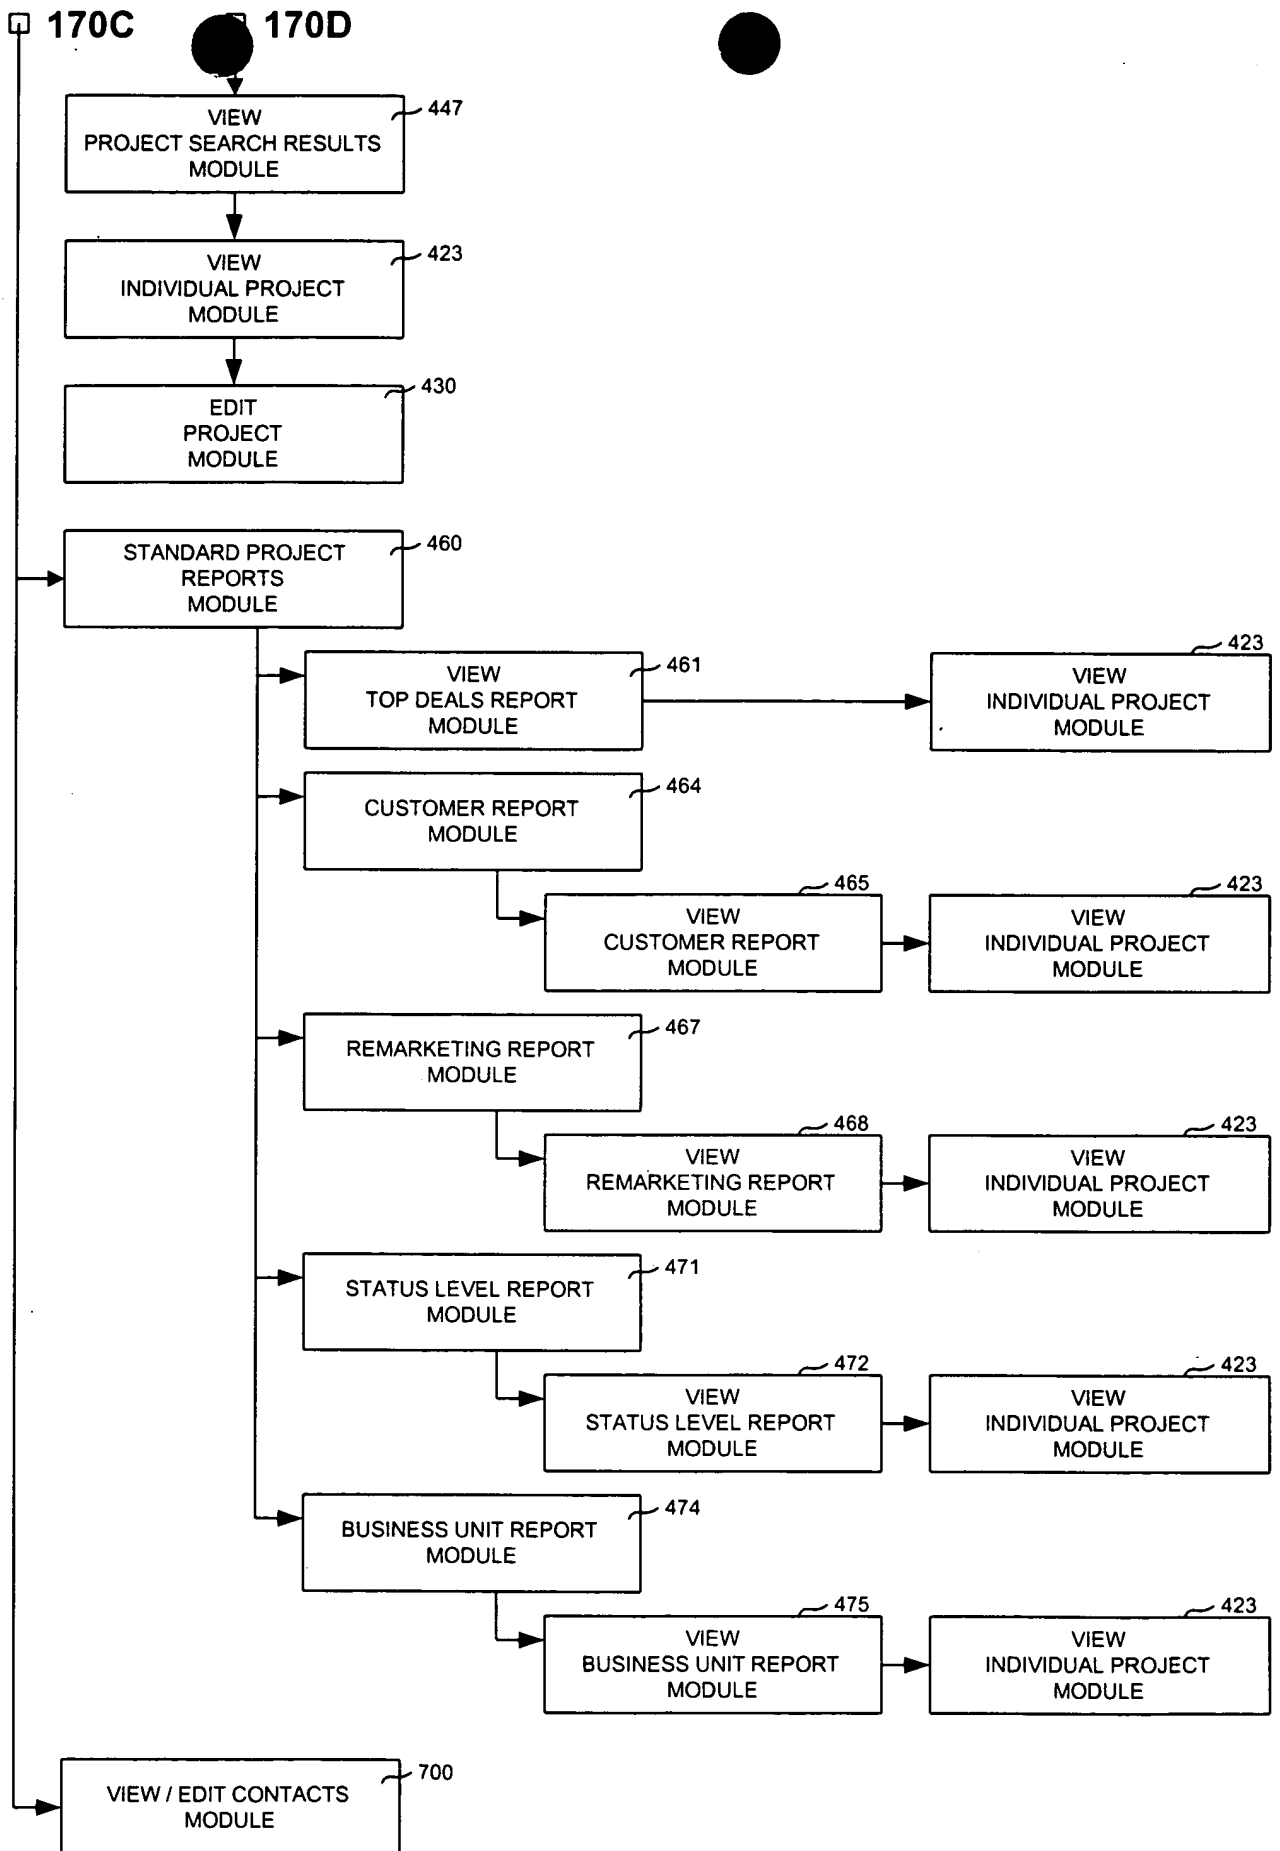 170C 170D
447
VIEW
PROJECT SEARCH RESULTS
MODULE
423
VIEW
INDIVIDUAL PROJECT
MODULE
430
EDIT
PROJECT
MODULE
460
STANDARD PROJECT
REPORTS
MODULE
461
VIEW
TOP DEALS REPORT
MODULE
423
VIEW
INDIVIDUAL PROJECT
MODULE
464
CUSTOMER REPORT
MODULE
465
VIEW
CUSTOMER REPORT
MODULE
423
VIEW
INDIVIDUAL PROJECT
MODULE
467
REMARKETING REPORT
MODULE
468
VIEW
REMARKETING REPORT
MODULE
423
VIEW
INDIVIDUAL PROJECT
MODULE
471
STATUS LEVEL REPORT
MODULE
472
VIEW
STATUS LEVEL REPORT
MODULE
423
VIEW
INDIVIDUAL PROJECT
MODULE
474
BUSINESS UNIT REPORT
MODULE
475
VIEW
BUSINESS UNIT REPORT
MODULE
423
VIEW
INDIVIDUAL PROJECT
MODULE
700
VIEW / EDIT CONTACTS
MODULE